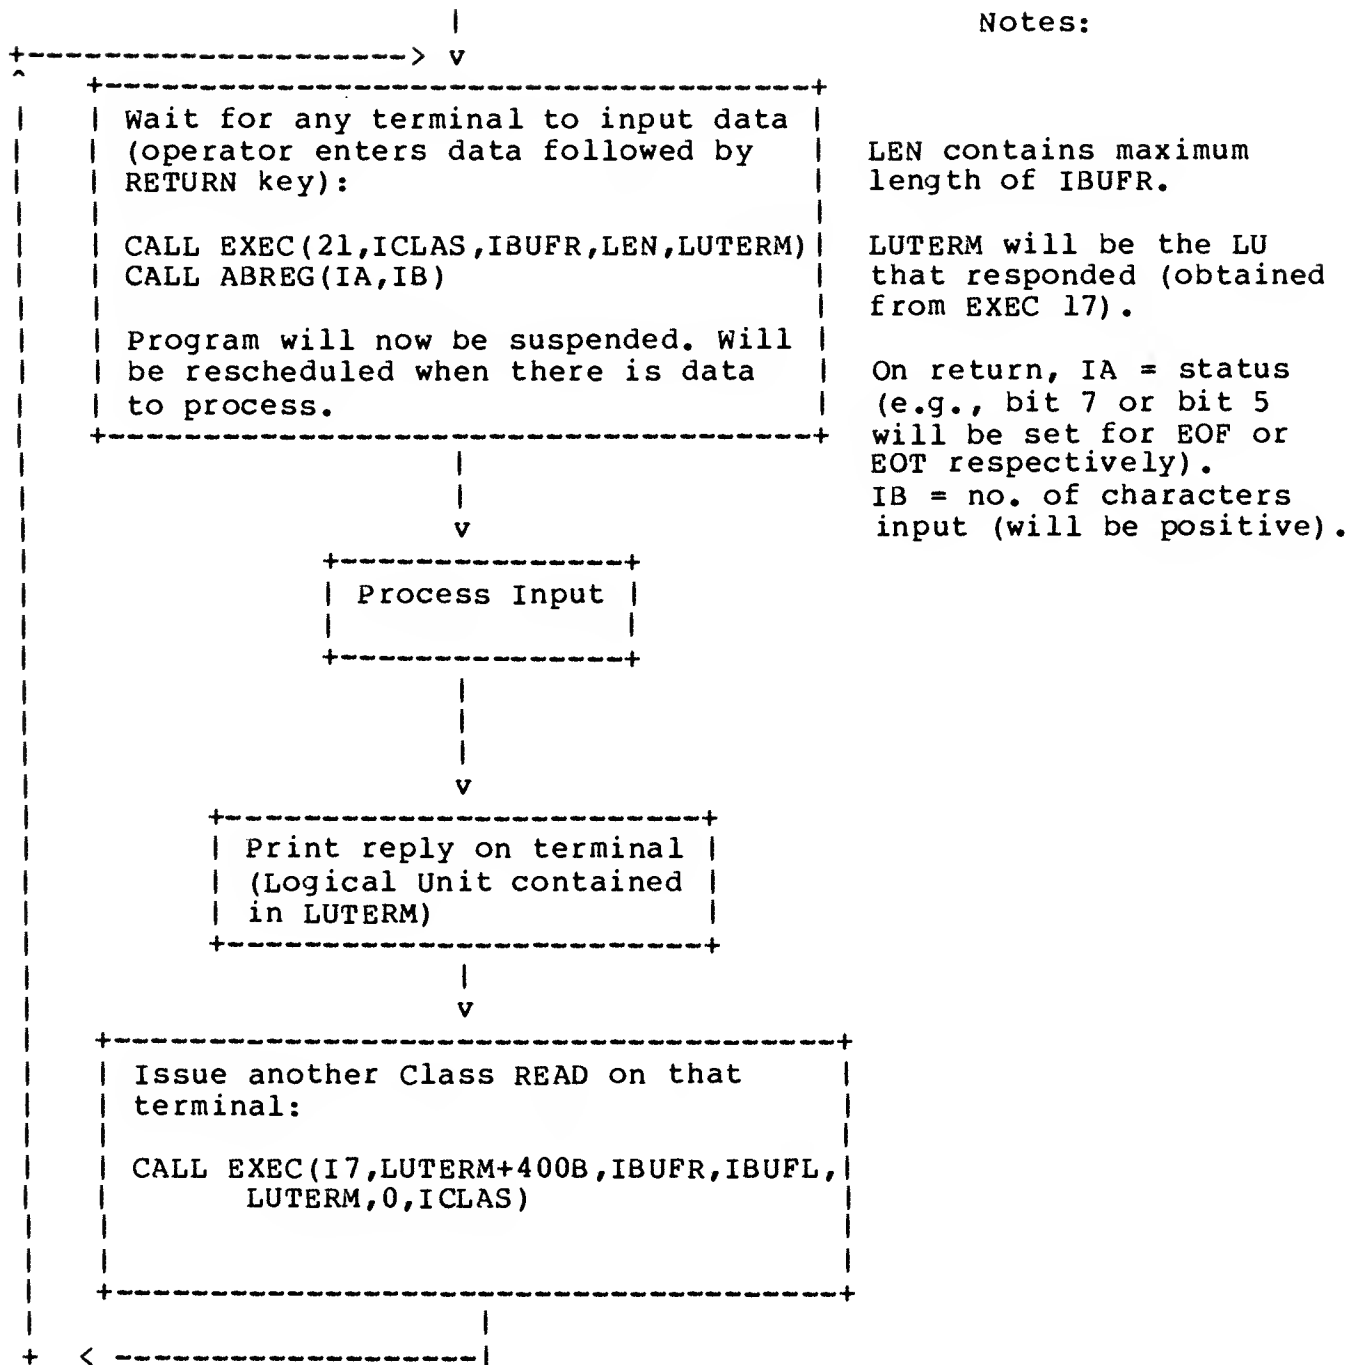 Notes:
Wait for any terminal to input data
(operator enters data followed by
RETURN key):
CALL EXEC(21,ICLAS,IBUFR,LEN,LUTERM)
CALL ABREG(IA,IB)
Program will now be suspended. Will
be rescheduled when there is data
to process.
LEN contains maximum
length of IBUFR.
LUTERM will be the LU
that responded (obtained
from EXEC 17).
On return, IA = status
(e.g., bit 7 or bit 5
will be set for EOF or
EOT respectively).
IB = no. of characters
input (will be positive).
Process Input
Print reply on terminal
(Logical Unit contained
in LUTERM)
Issue another Class READ on that
terminal:
CALL EXEC(I7,LUTERM+400B,IBUFR,IBUFL,
LUTERM,0,ICLAS)